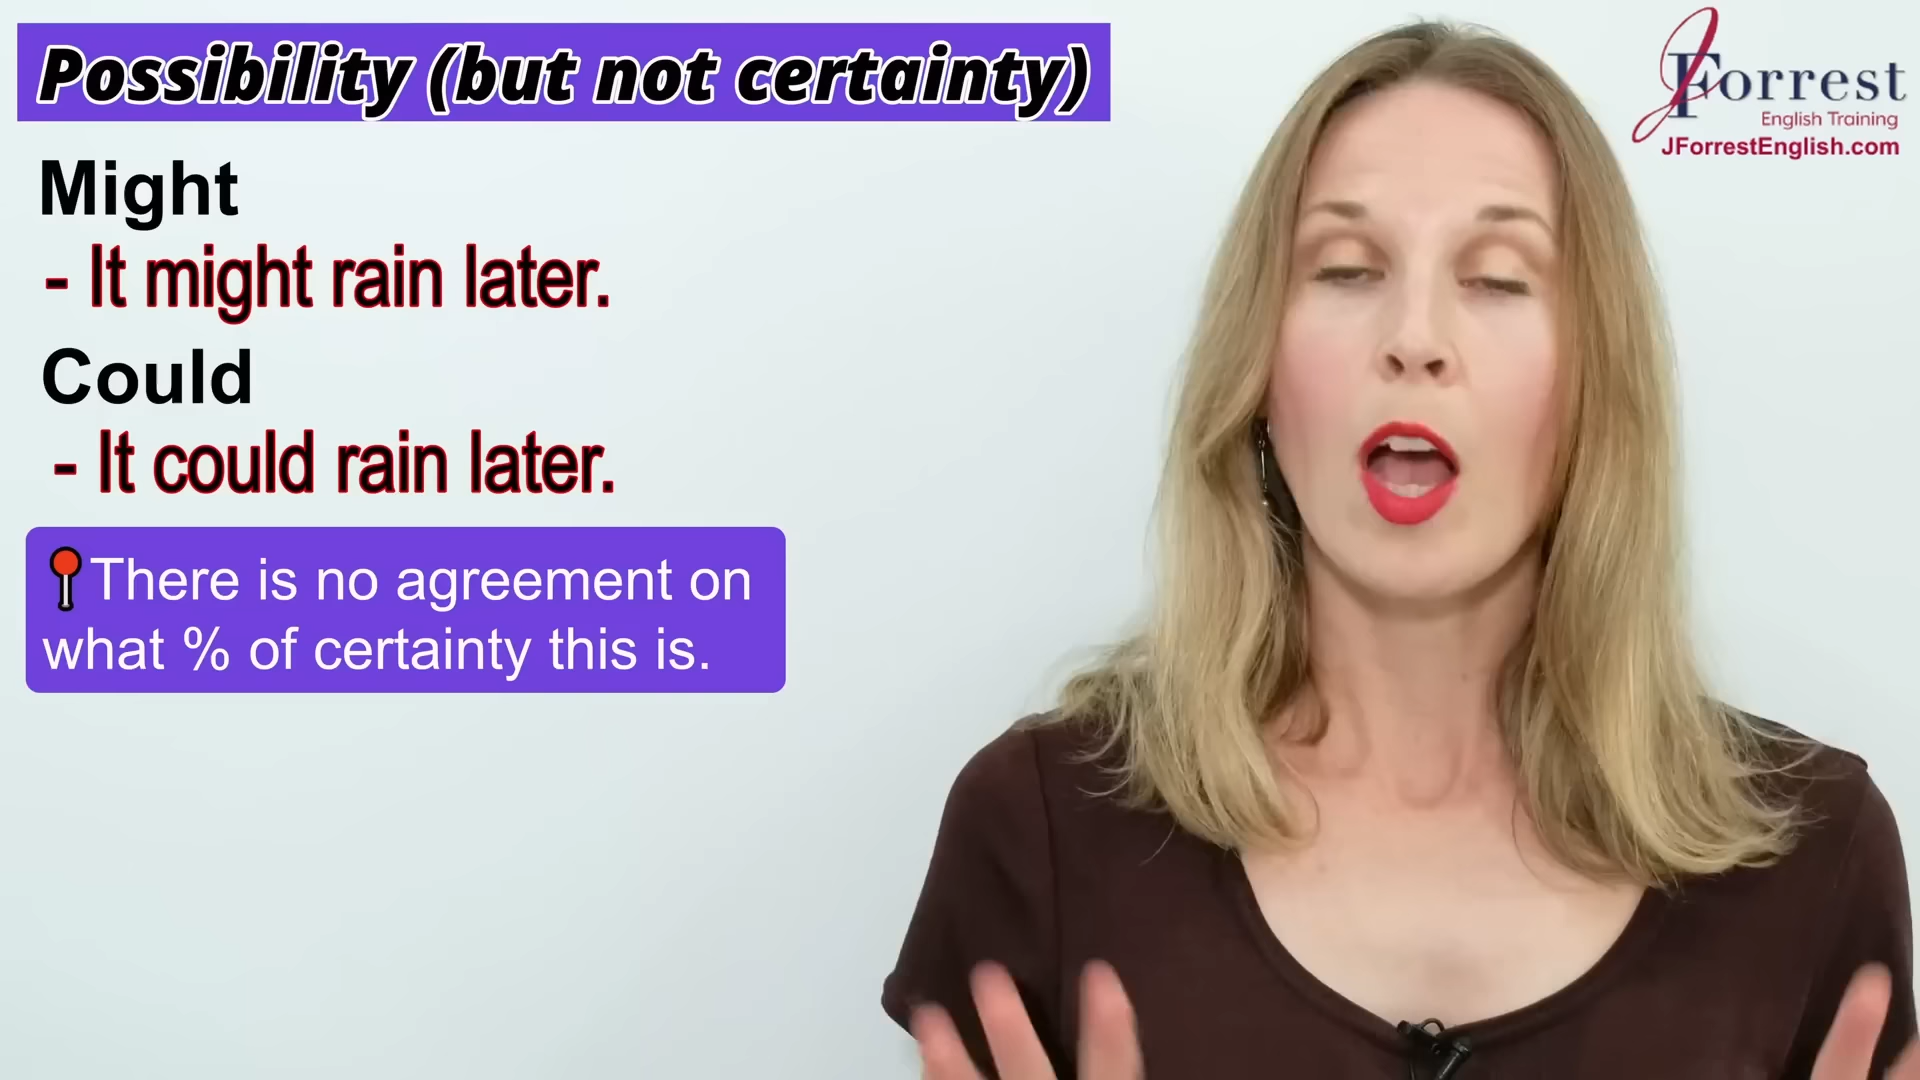 Possibility (but not certainty)
Might
- It might rain later.
Could
- It could rain later.
There is no agreement on
what % of certainty this is.
JForrest
English Training
JForrestEnglish.com